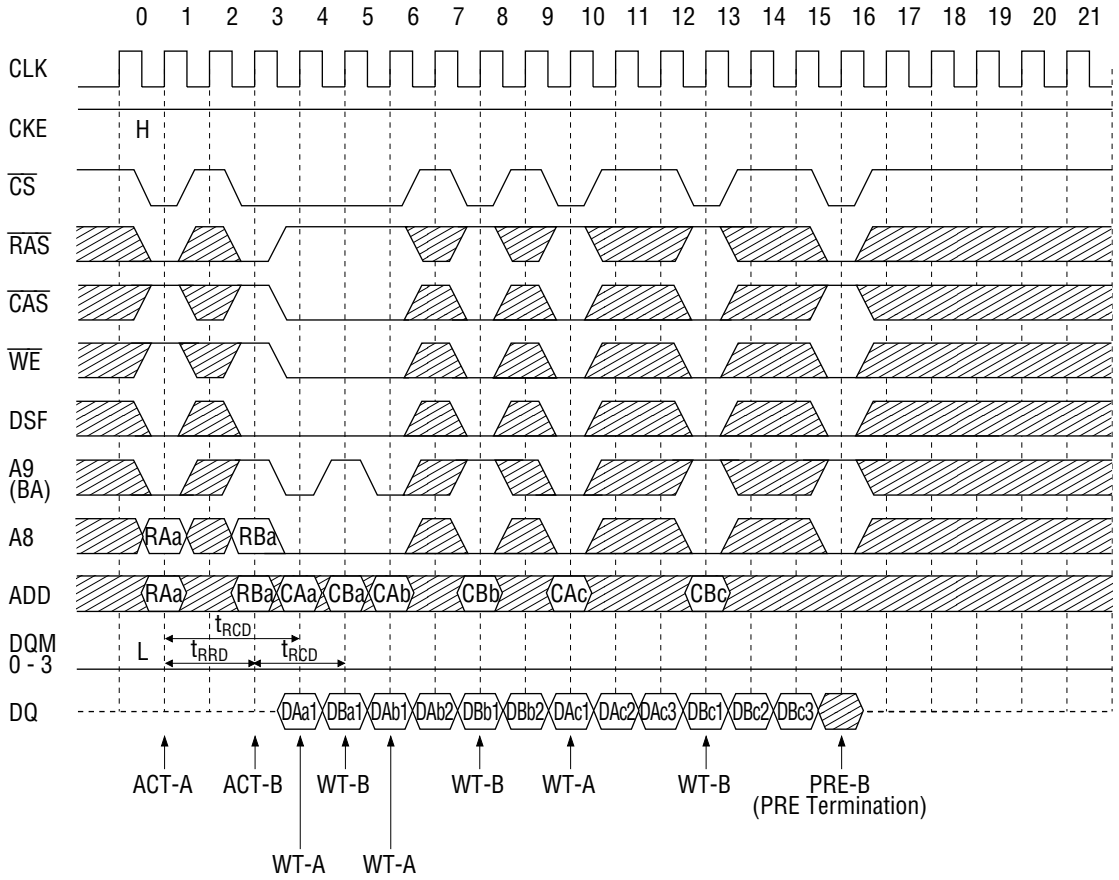 0 1 2 3 4 5 6 7 8 9 10 11 12 13 14 15 16 17 18 19 20 21
CLK
CKE H
CS
RAS
CAS
WE
DSF
A9
(BA)
A8 RAa RBa
ADD RAa RBa CAa CBa CAb CBb CAc CBc
tRCD
DQM
0 - 3 L tRRD tRCD
DQ DAa1 DBa1 DAb1 DAb2 DBb1 DBb2 DAc1 DAc2 DAc3 DBc1 DBc2 DBc3
ACT-A ACT-B WT-B WT-B WT-A WT-B PRE-B
(PRE Termination)
WT-A WT-A